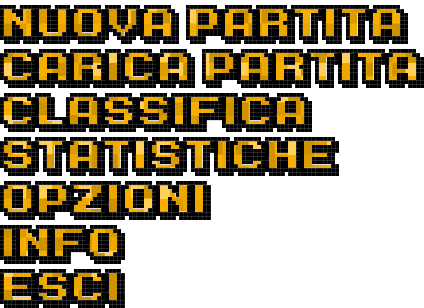 NUOVA PARTITA
CARICA PARTITA
CLASSIFICA
STATISTICHE
OPZIONI
INFO
ESCI